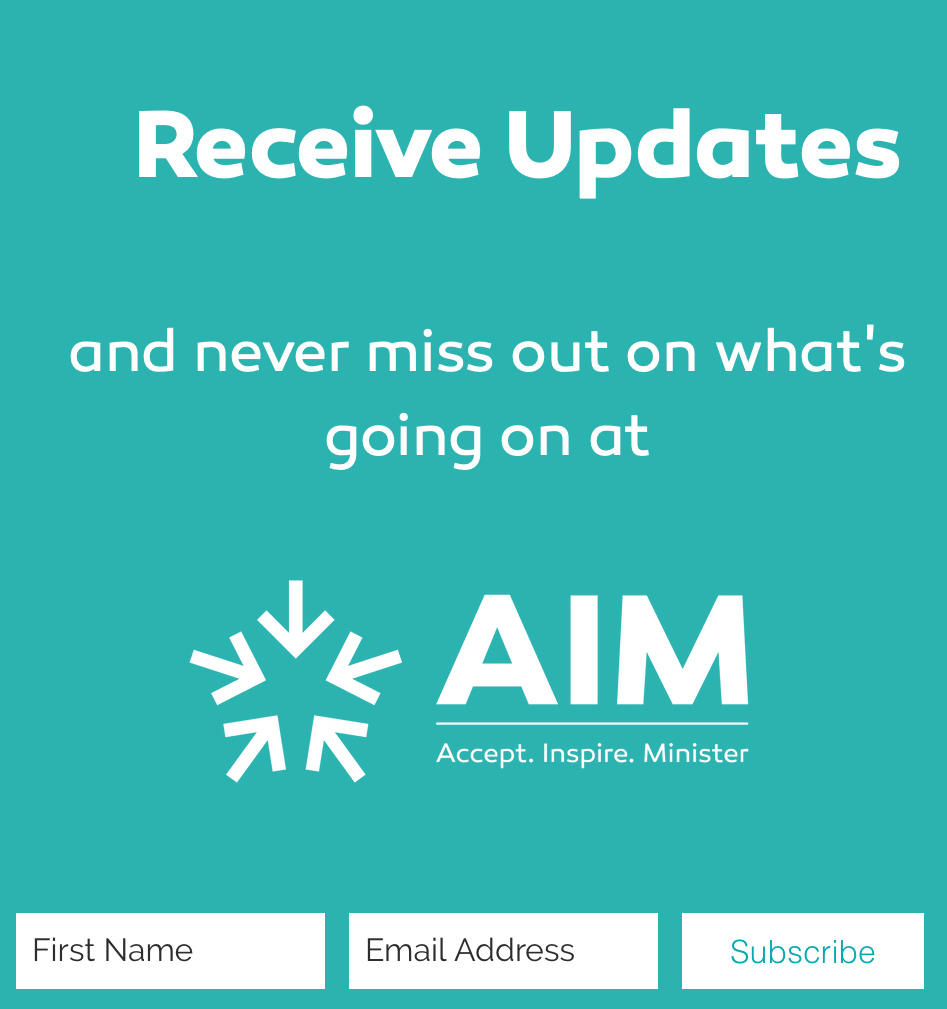 Receive Updates
and never miss out on what's
going on at
AIM
Accept. Inspire. Minister
First Name
Email Address
Subscribe